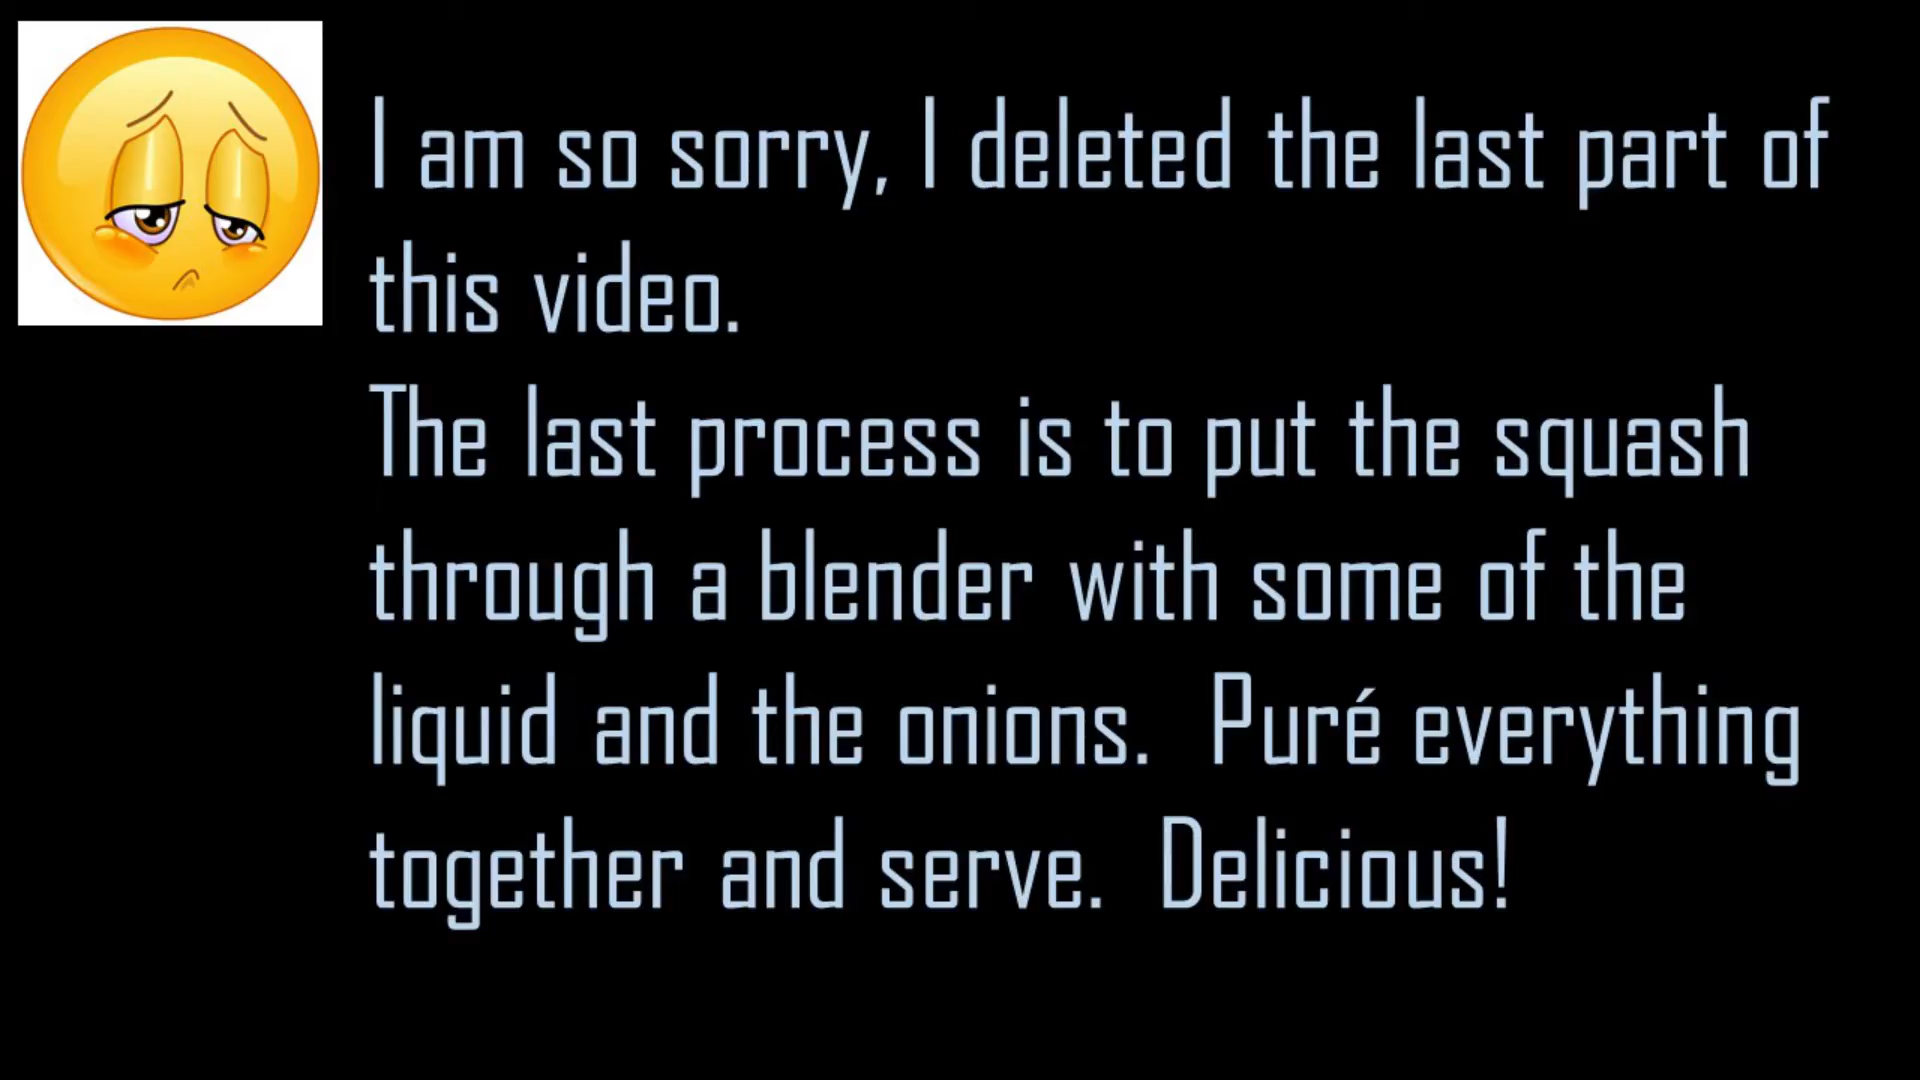 I am so sorry, I deleted the last part of
this video.
The last process is to put the squash
through a blender with some of the
liquid and the onions.  Puré everything
together and serve.  Delicious!